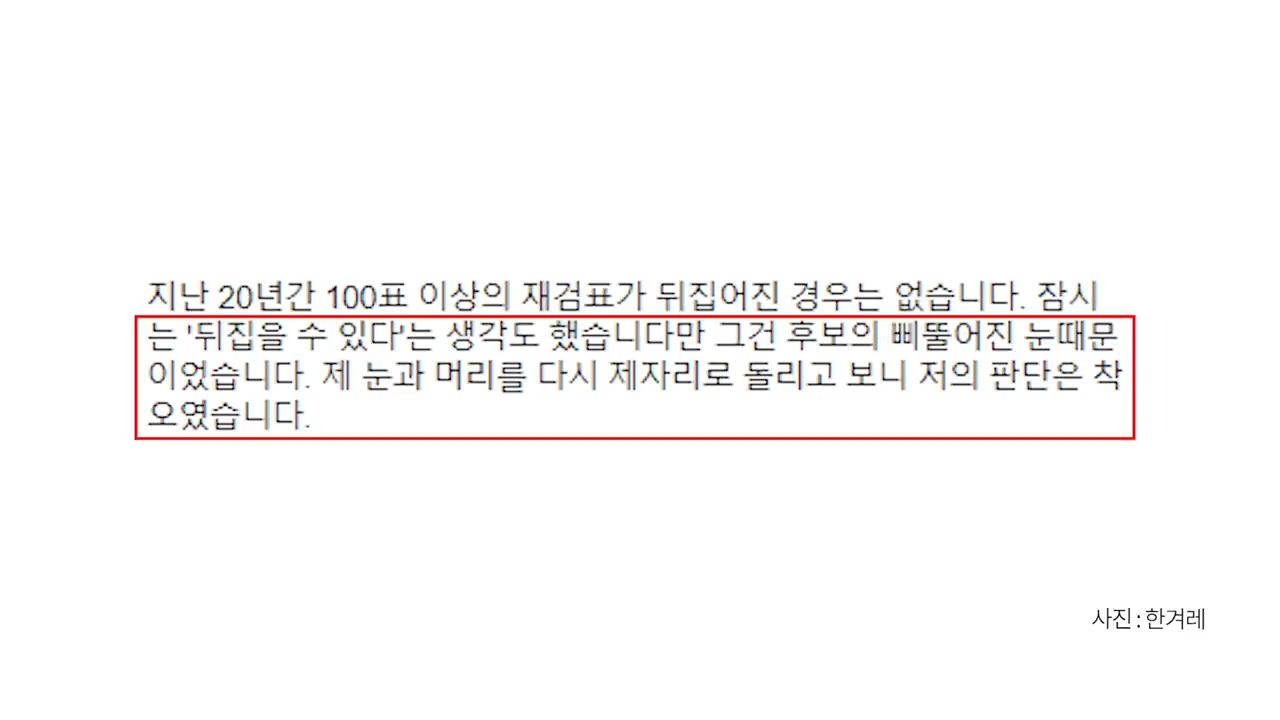 지난 20년간 100표 이상의 재검표가 뒤집어진 경우는 없습니다. 잠시
는 '뒤집을 수 있다'는 생각도 했습니다만 그건 후보의 삐뚤어진 눈때문
이었습니다. 제 눈과 머리를 다시 제자리로 돌리고 보니 저의 판단은 착
오였습니다.
사진 : 한겨레